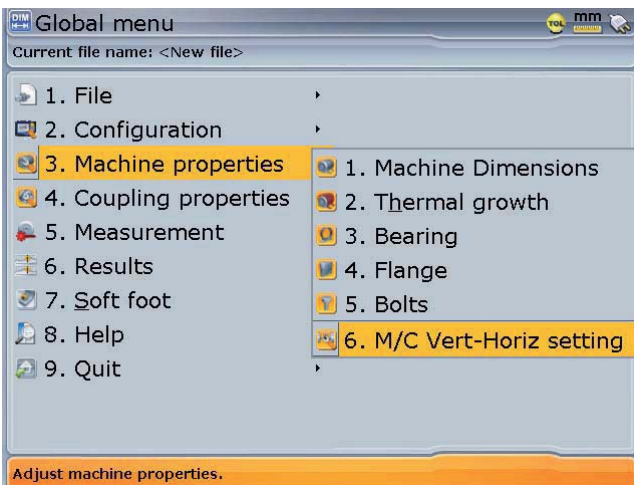 DIM
Global menu
TOL
mm
Current file name: <New file>
1. File
2. Configuration
3. Machine properties
4. Coupling properties
5. Measurement
6. Results
7. Soft foot
8. Help
9. Quit
1. Machine Dimensions
2. Thermal growth
3. Bearing
4. Flange
5. Bolts
6. M/C Vert-Horiz setting
Adjust machine properties.